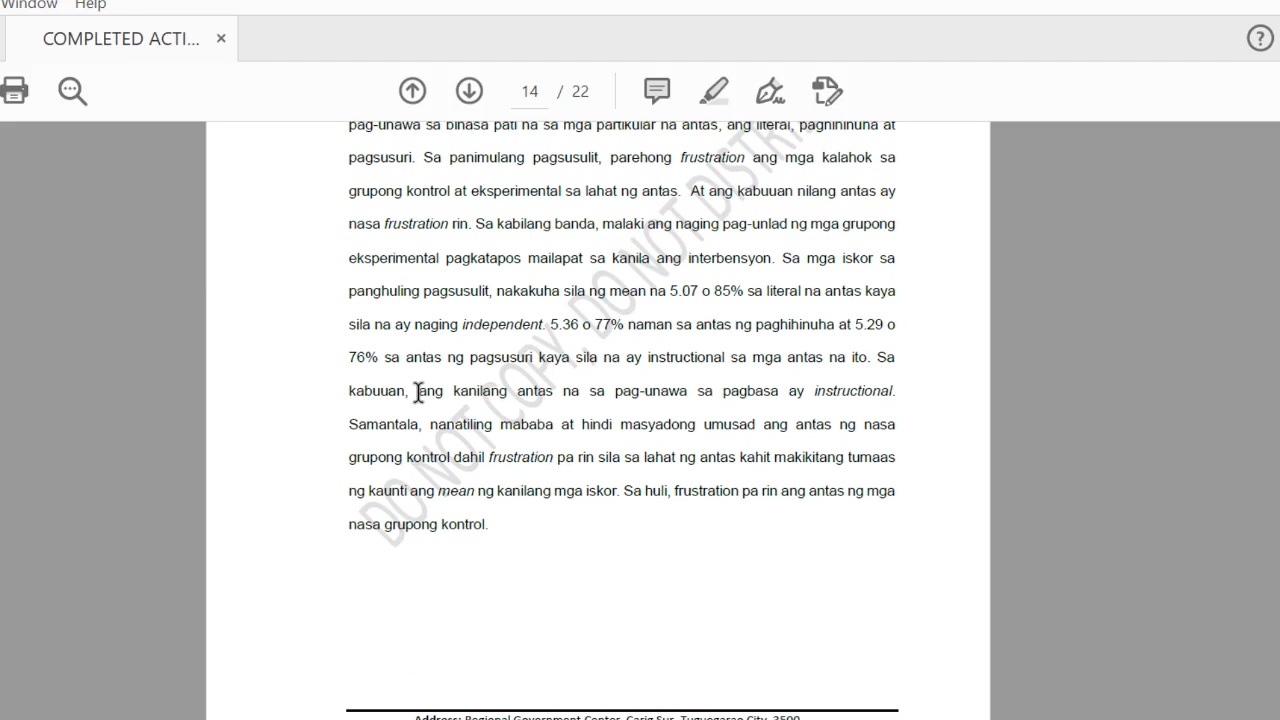 Window Help
COMPLETED ACTI... ×
?
14 / 22
pag-unawa sa binasa pati na sa mga partikular na antas, ang literal, paghihinuha at
pagsusuri. Sa panimulang pagsusulit, parehong frustration ang mga kalahok sa
grupong kontrol at eksperimental sa lahat ng antas. At ang kabuuan nilang antas ay
nasa frustration rin. Sa kabilang banda, malaki ang naging pag-unlad ng mga grupong
eksperimental pagkatapos mailapat sa kanila ang interbensyon. Sa mga iskor sa
panghuling pagsusulit, nakakuha sila ng mean na 5.07 o 85% sa literal na antas kaya
sila na ay naging independent. 5.36 o 77% naman sa antas ng paghihinuha at 5.29 o
76% sa antas ng pagsusuri kaya sila na ay instructional sa mga antas na ito. Sa
kabuuan, ang kanilang antas na sa pag-unawa sa pagbasa ay instructional.
Samantala, nanatiling mababa at hindi masyadong umusad ang antas ng nasa
grupong kontrol dahil frustration pa rin sila sa lahat ng antas kahit makikitang tumaas
ng kaunti ang mean ng kanilang mga iskor. Sa huli, frustration pa rin ang antas ng mga
nasa grupong kontrol.
DO NOT COPY, DO NOT DISTRI
Address: Regional Government Center, Carig Sur, Tuguegarao City, 3500